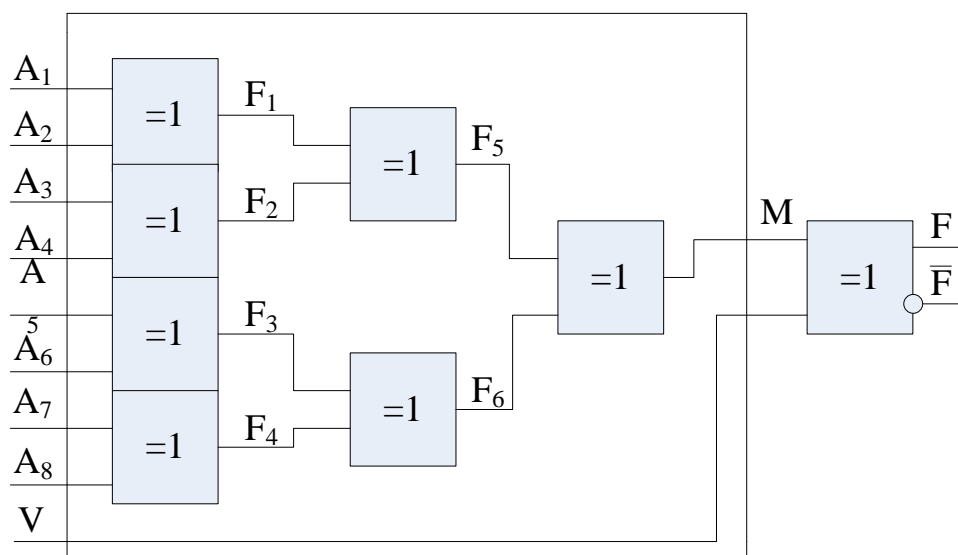 A1
A2
A3
A4
A
5
A6
A7
A8
V
=1
=1
=1
=1
F1
F2
F3
F4
=1
=1
F5
F6
=1
M
=1
F
F̅